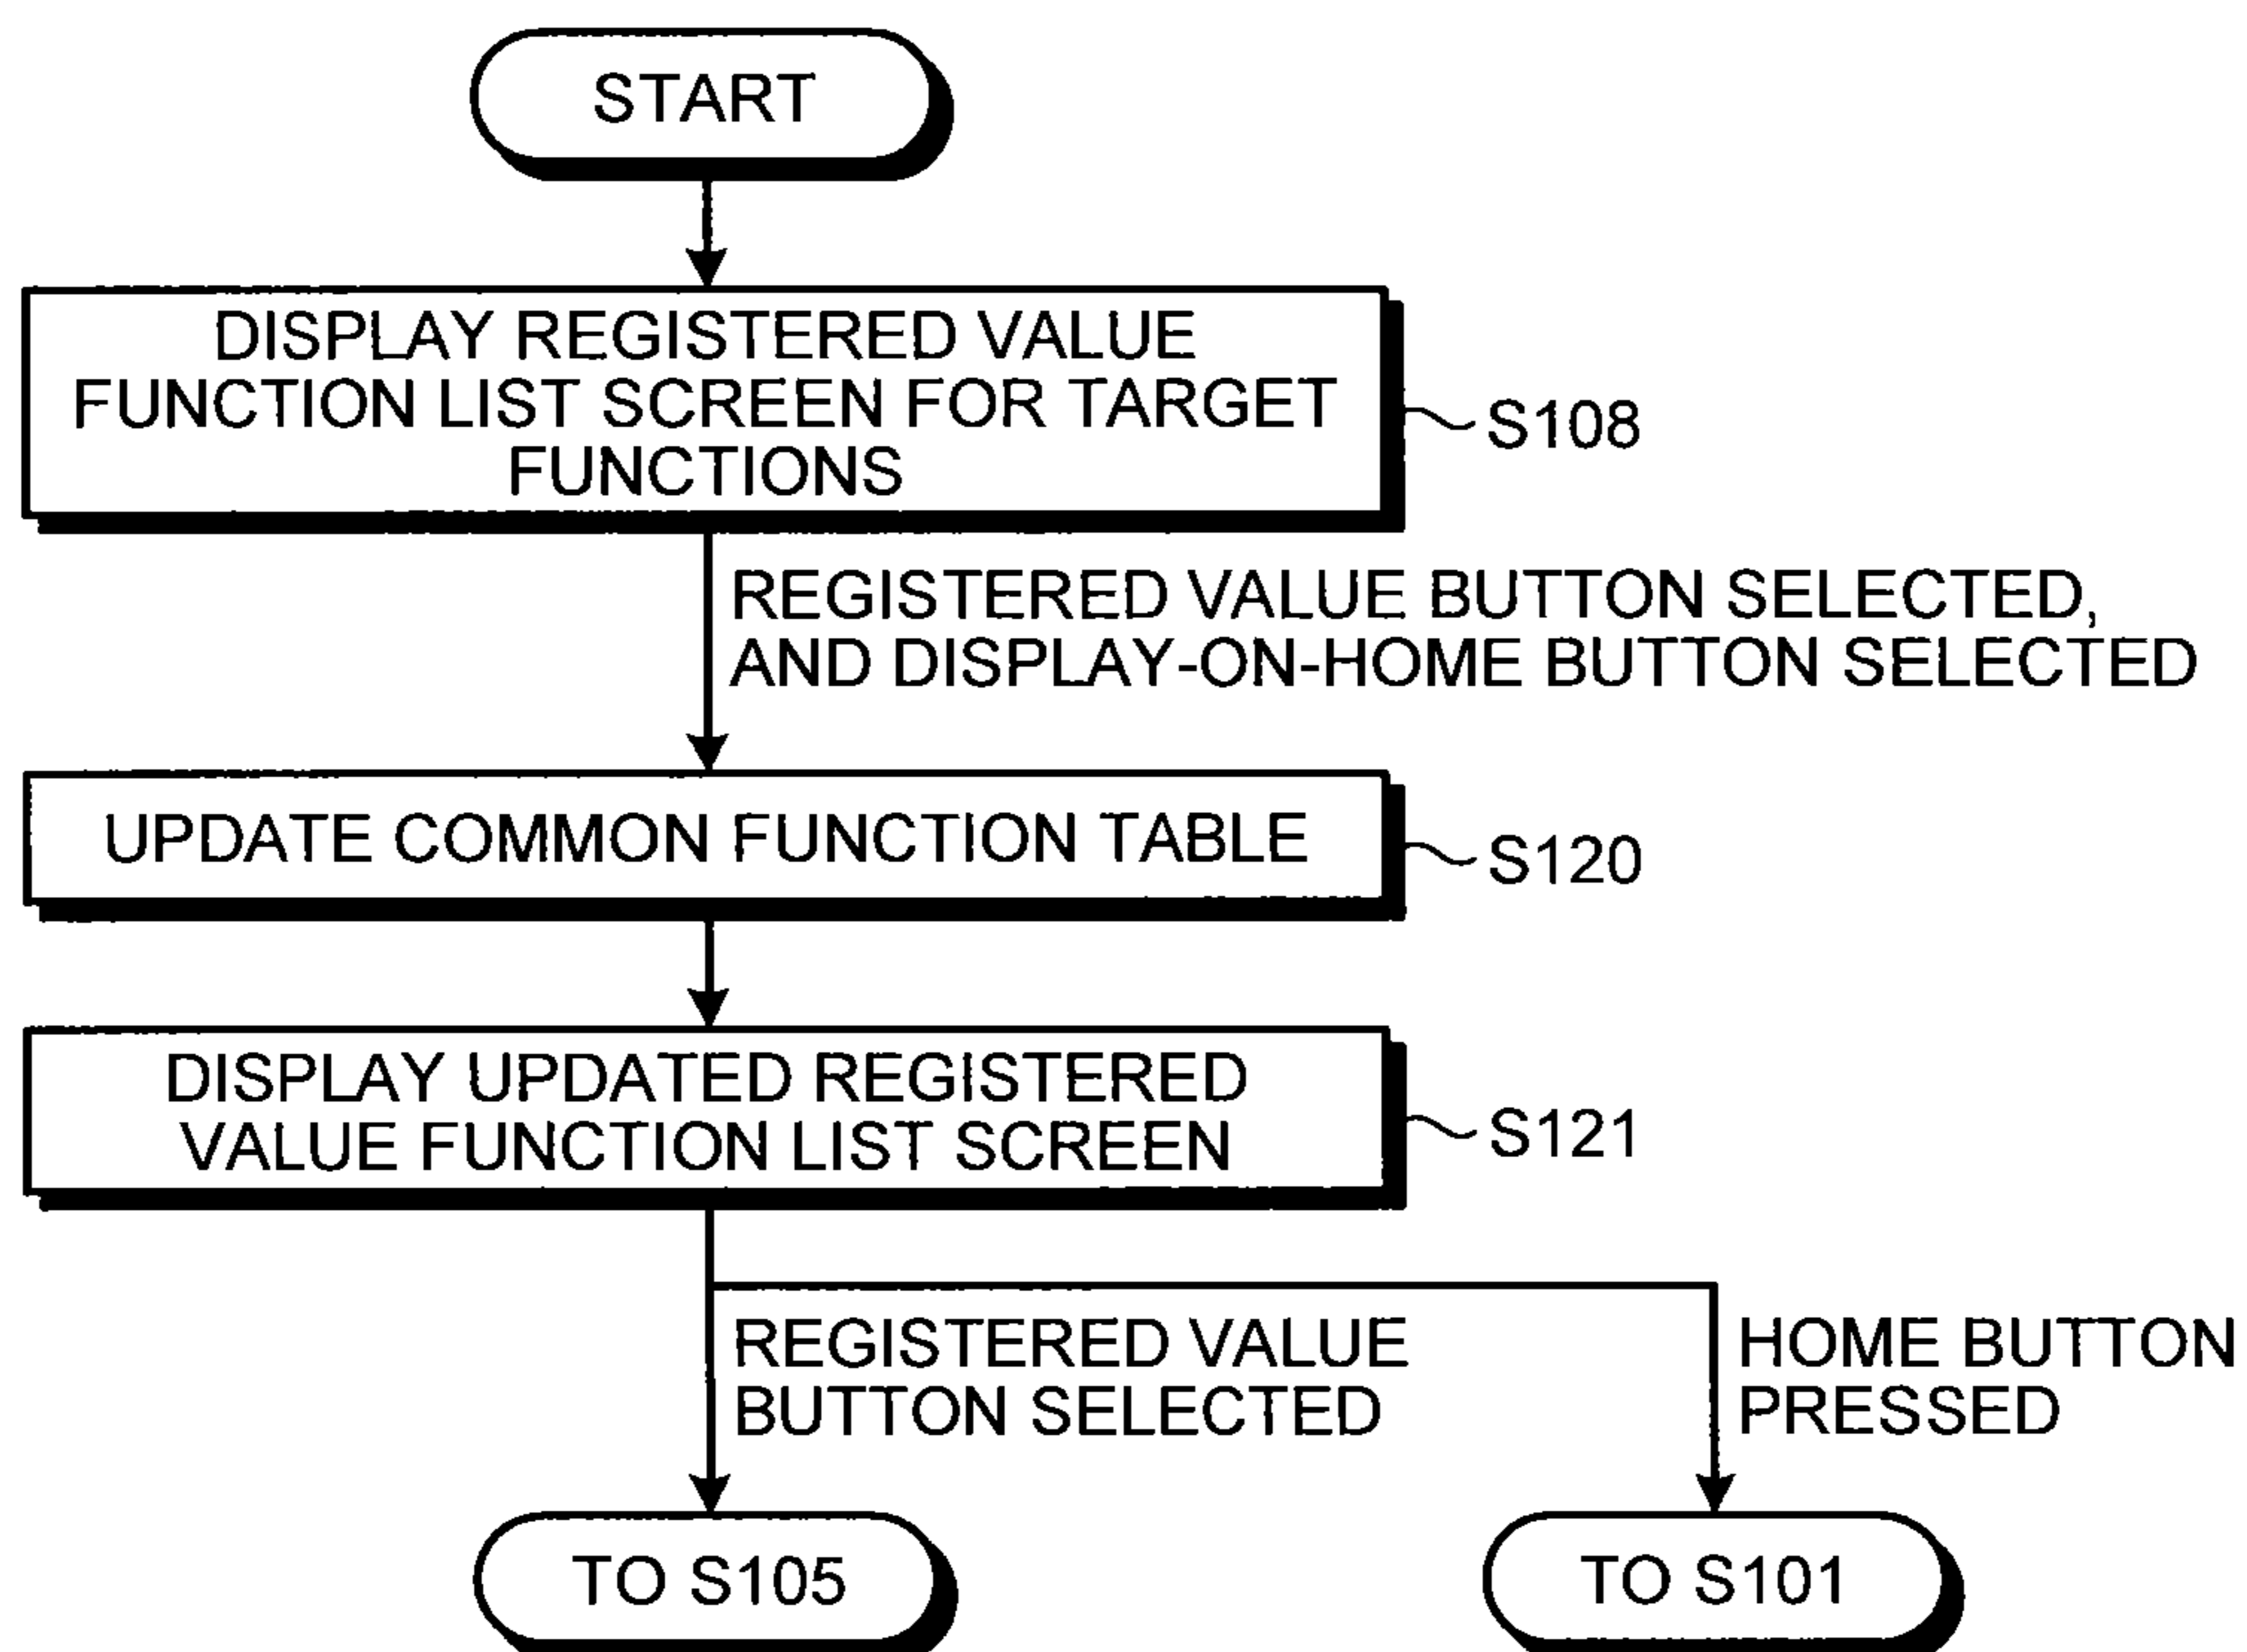 START
DISPLAY REGISTERED VALUE
FUNCTION LIST SCREEN FOR TARGET
FUNCTIONS
S108
REGISTERED VALUE BUTTON SELECTED,
AND DISPLAY-ON-HOME BUTTON SELECTED
UPDATE COMMON FUNCTION TABLE
S120
DISPLAY UPDATED REGISTERED
VALUE FUNCTION LIST SCREEN
S121
REGISTERED VALUE
BUTTON SELECTED
HOME BUTTON
PRESSED
TO S105
TO S101